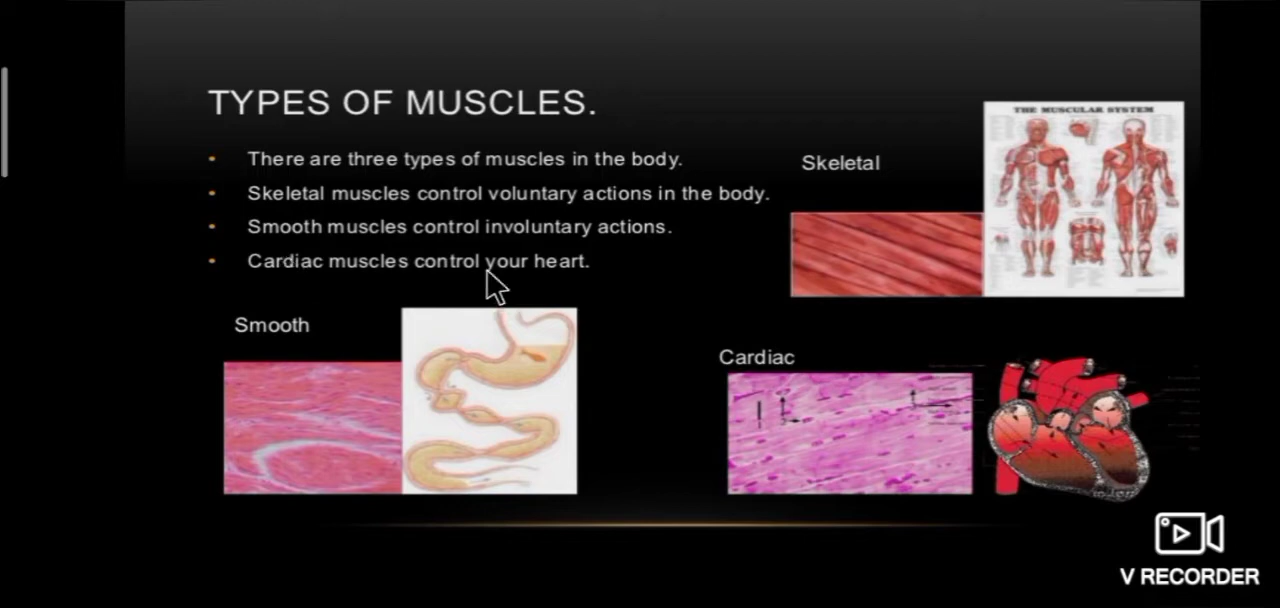 TYPES OF MUSCLES.
• There are three types of muscles in the body.
• Skeletal muscles control voluntary actions in the body.
• Smooth muscles control involuntary actions.
• Cardiac muscles control your heart.
Skeletal
THE MUSCULAR SYSTEM
Smooth
Cardiac
V RECORDER